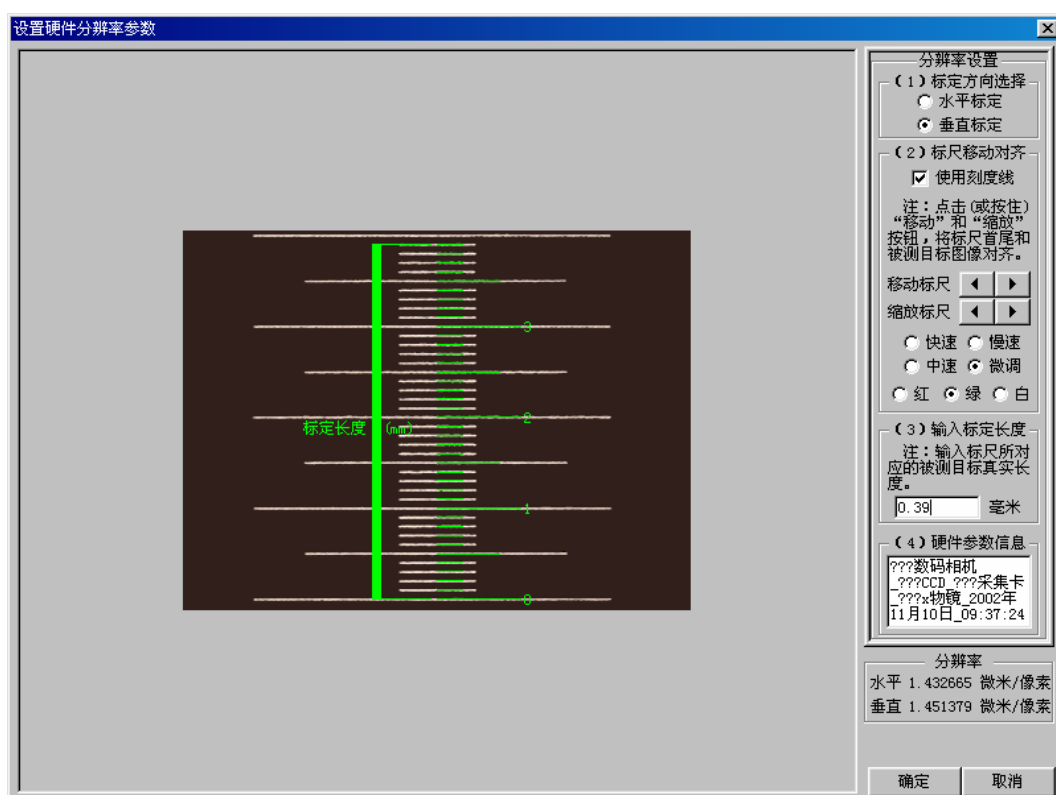 设置硬件分辨率参数
3
2
标定长度 (mm)
1
0
分辨率设置
(1)标定方向选择
水平标定
垂直标定
(2)标尺移动对齐
使用刻度线
注:点击(或按住)
“移动”和“缩放”
按钮,将标尺首尾和
被测目标图像对齐。
移动标尺
缩放标尺
快速 慢速
中速 微调
红 绿 白
(3)输入标定长度
注:输入标尺所对
应的被测目标真实长
度。
0.39 毫米
(4)硬件参数信息
???数码相机
_???CCD_???采集卡
_???x物镜_2002年
11月10日_09:37:24
分辨率
水平 1.432665 微米/像素
垂直 1.451379 微米/像素
确定 取消